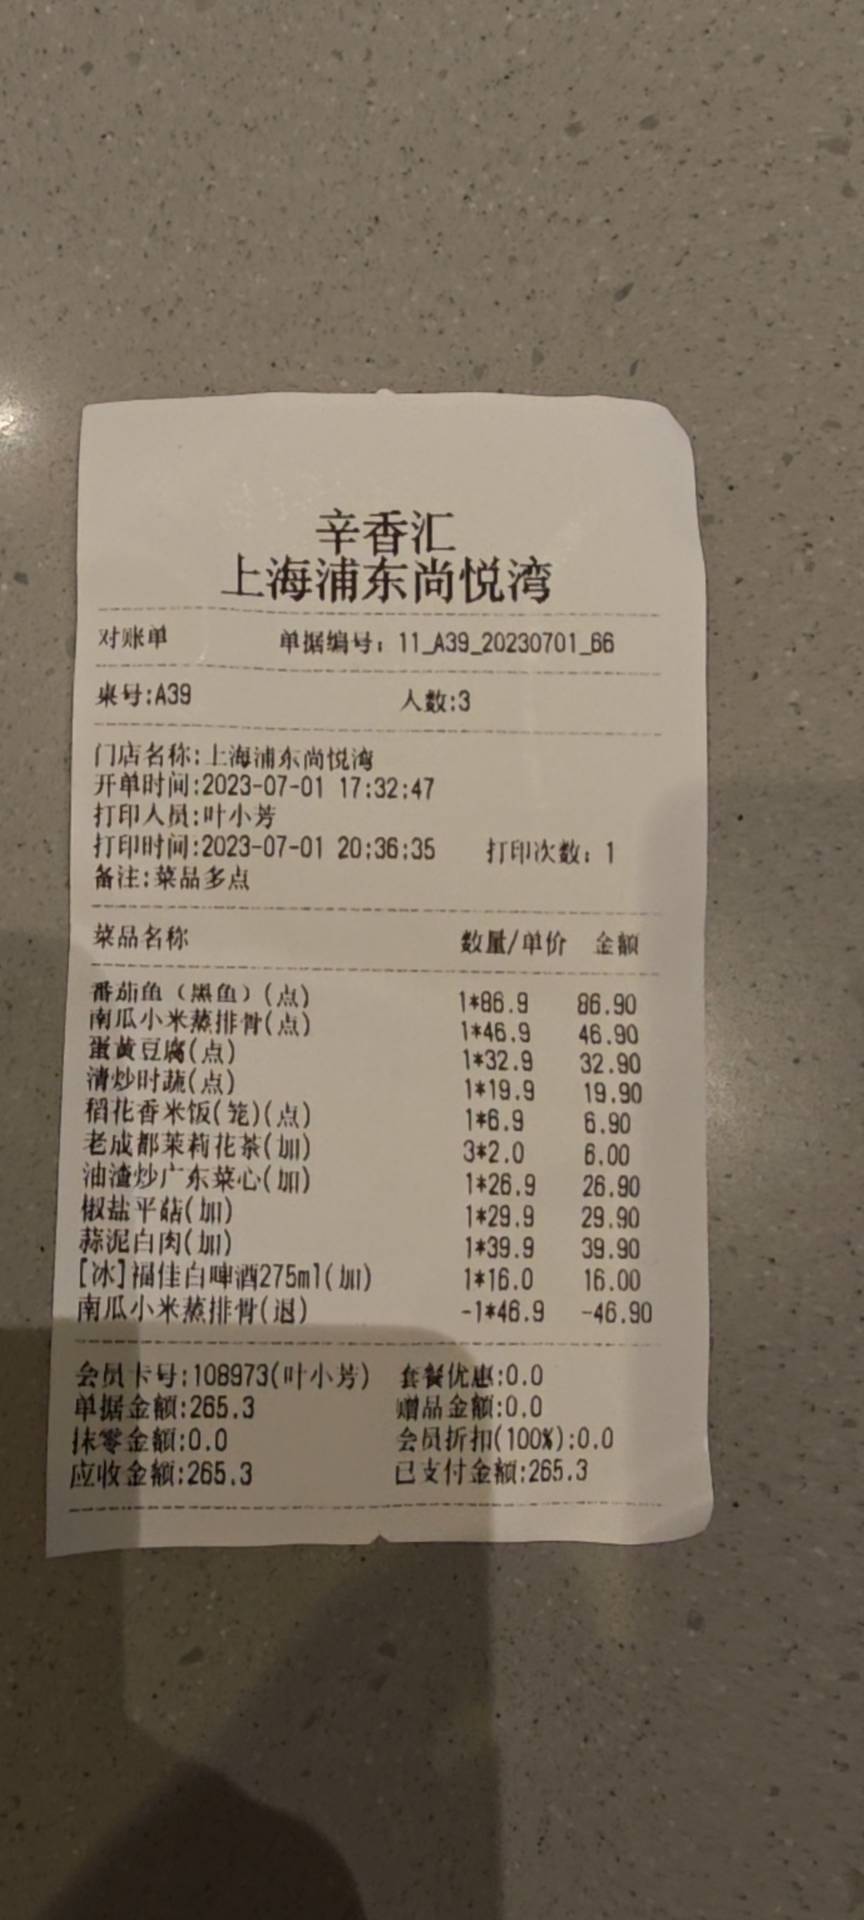 辛香汇
上海浦东尚悦湾
对账单 单据编号：11_A39_20230701_66
桌号:A39 人数:3
门店名称:上海浦东尚悦湾
开单时间:2023-07-01 17:32:47
打印人员:叶小芳
打印时间:2023-07-01 20:36:35 打印次数：1
备注:菜品多点
菜品名称 数量/单价 金额
番茄鱼（黑鱼）(点) 1*86.9 86.90
南瓜小米蒸排骨(点) 1*46.9 46.90
蛋黄豆腐(点) 1*32.9 32.90
清炒时蔬(点) 1*19.9 19.90
稻花香米饭(笼)(点) 1*6.9 6.90
老成都茉莉花茶(加) 3*2.0 6.00
油渣炒广东菜心(加) 1*26.9 26.90
椒盐平菇(加) 1*29.9 29.90
蒜泥白肉(加) 1*39.9 39.90
[冰]福佳白啤酒275ml(加) 1*16.0 16.00
南瓜小米蒸排骨(退) -1*46.9 -46.90
会员卡号:108973(叶小芳) 套餐优惠:0.0
单据金额:265.3 赠品金额:0.0
抹零金额:0.0 会员折扣(100%):0.0
应收金额:265.3 已支付金额:265.3